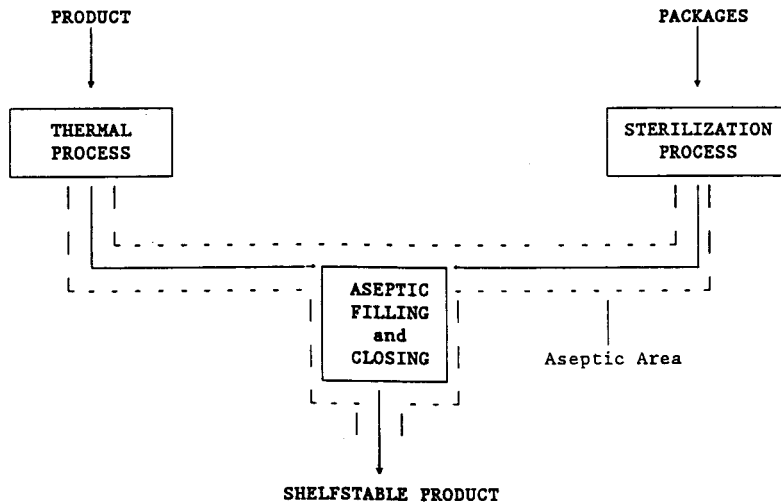 PRODUCT
PACKAGES
THERMAL
PROCESS
STERILIZATION
PROCESS
ASEPTIC
FILLING
and
CLOSING
Aseptic Area
SHELFSTABLE PRODUCT